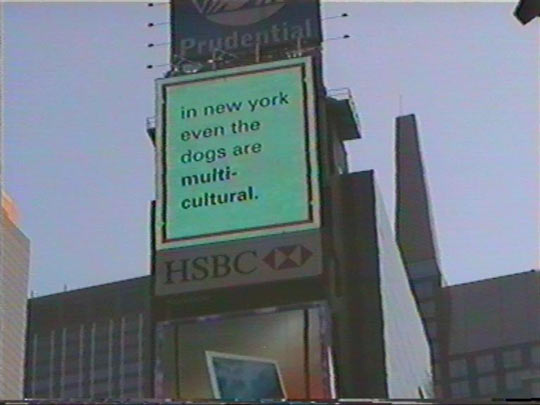 Prudential
in new york
even the
dogs are
multi-
cultural.
HSBC